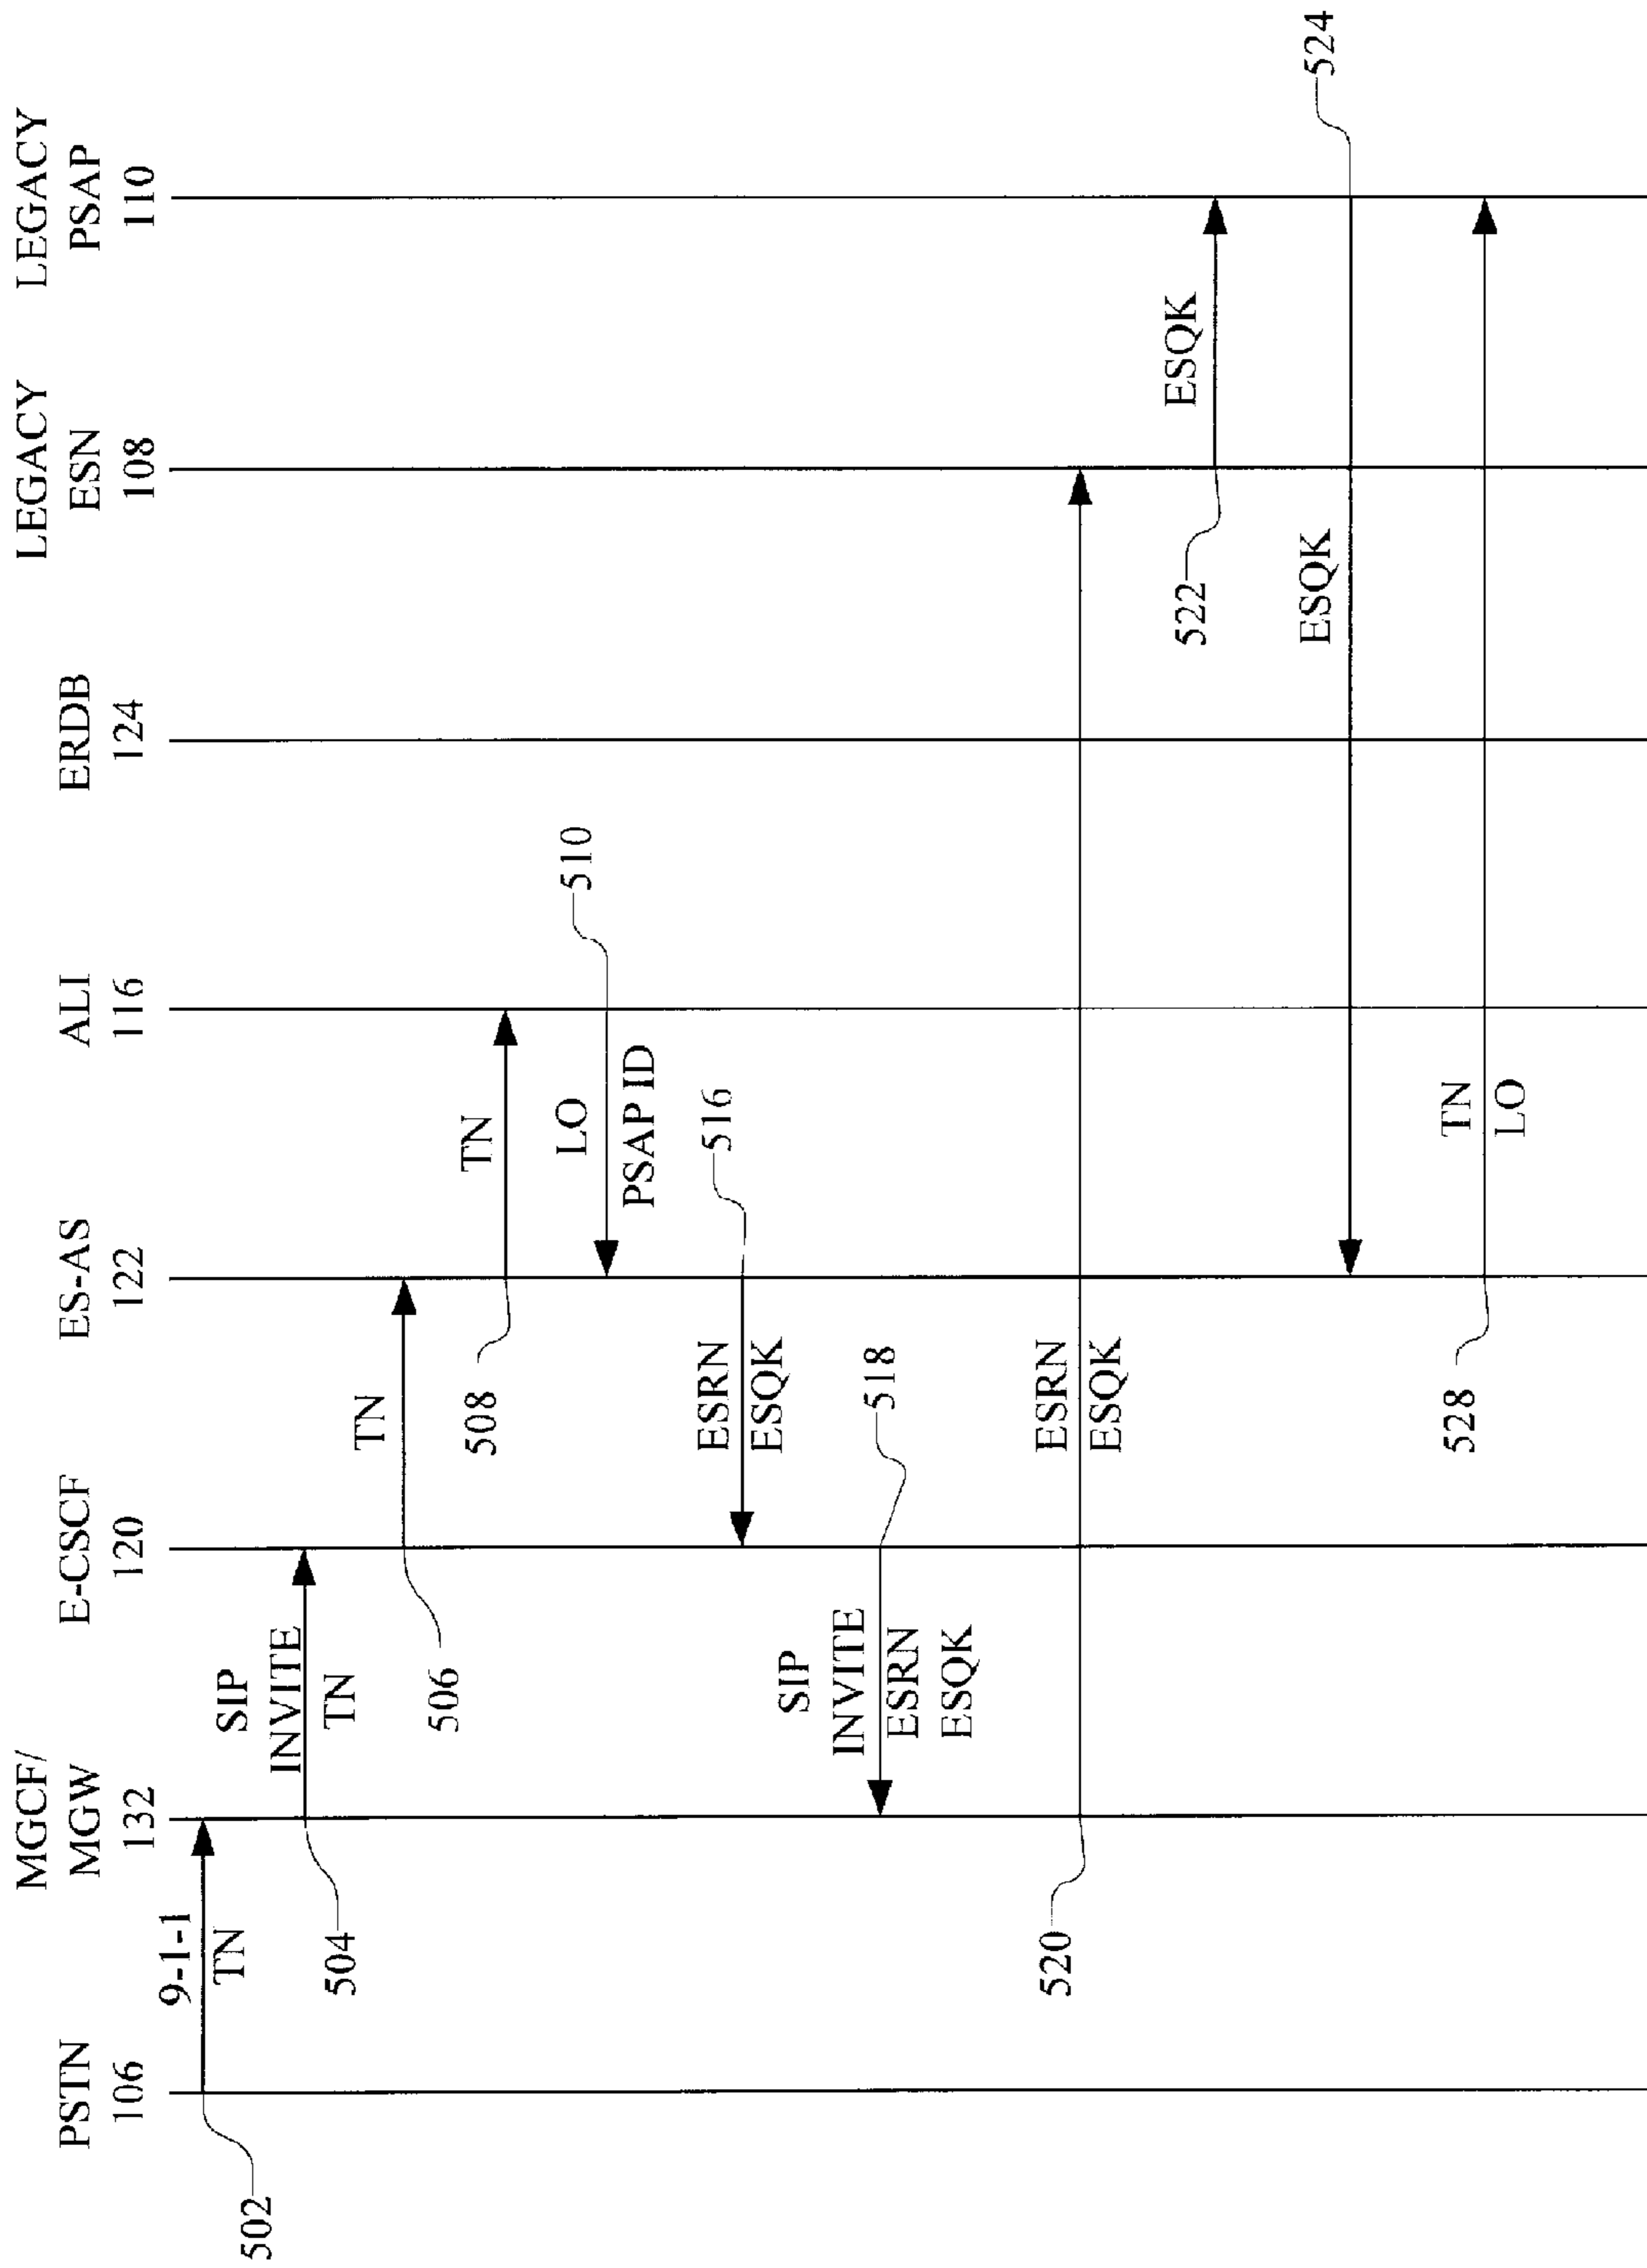 PSTN
106
MGCF/
MGW
132
E-CSCF
120
ES-AS
122
ALI
116
ERDB
124
LEGACY
ESN
108
LEGACY
PSAP
110
502
9-1-1
TN
504
SIP
INVITE
TN
506
TN
508
TN
510
LO
PSAP ID
516
ESRN
ESQK
518
SIP
INVITE
ESRN
ESQK
520
ESRN
ESQK
522
ESQK
524
ESQK
528
TN
LO